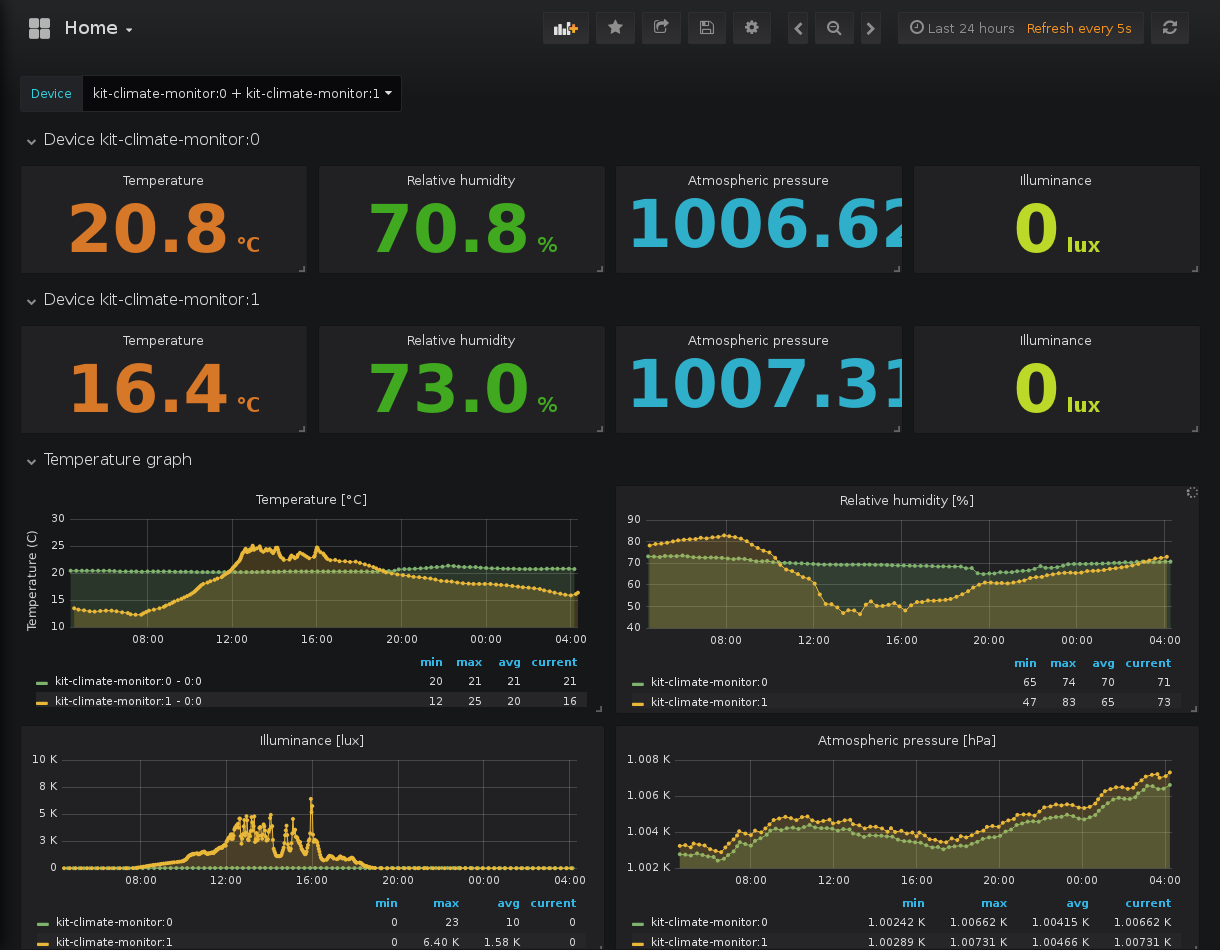 Home
Last 24 hours Refresh every 5s
Device kit-climate-monitor:0 + kit-climate-monitor:1
Device kit-climate-monitor:0
Temperature Relative humidity Atmospheric pressure Illuminance
20.8 °C 70.8 % 1006.62 0 lux
Device kit-climate-monitor:1
Temperature Relative humidity Atmospheric pressure Illuminance
16.4 °C 73.0 % 1007.31 0 lux
Temperature graph
Temperature [°C]
Temperature (C)
30
25
20
15
10
08:00 12:00 16:00 20:00 00:00 04:00
min max avg current
kit-climate-monitor:0 - 0:0 20 21 21 21
kit-climate-monitor:1 - 0:0 12 25 20 16
Relative humidity [%]
90
80
70
60
50
40
08:00 12:00 16:00 20:00 00:00 04:00
min max avg current
kit-climate-monitor:0 65 74 70 71
kit-climate-monitor:1 47 83 65 73
Illuminance [lux]
10 K
8 K
5 K
3 K
0
08:00 12:00 16:00 20:00 00:00 04:00
min max avg current
kit-climate-monitor:0 0 23 10 0
kit-climate-monitor:1 0 6.40 K 1.58 K 0
Atmospheric pressure [hPa]
1.008 K
1.006 K
1.004 K
1.002 K
08:00 12:00 16:00 20:00 00:00 04:00
min max avg current
kit-climate-monitor:0 1.00242 K 1.00662 K 1.00415 K 1.00662 K
kit-climate-monitor:1 1.00289 K 1.00731 K 1.00466 K 1.00731 K